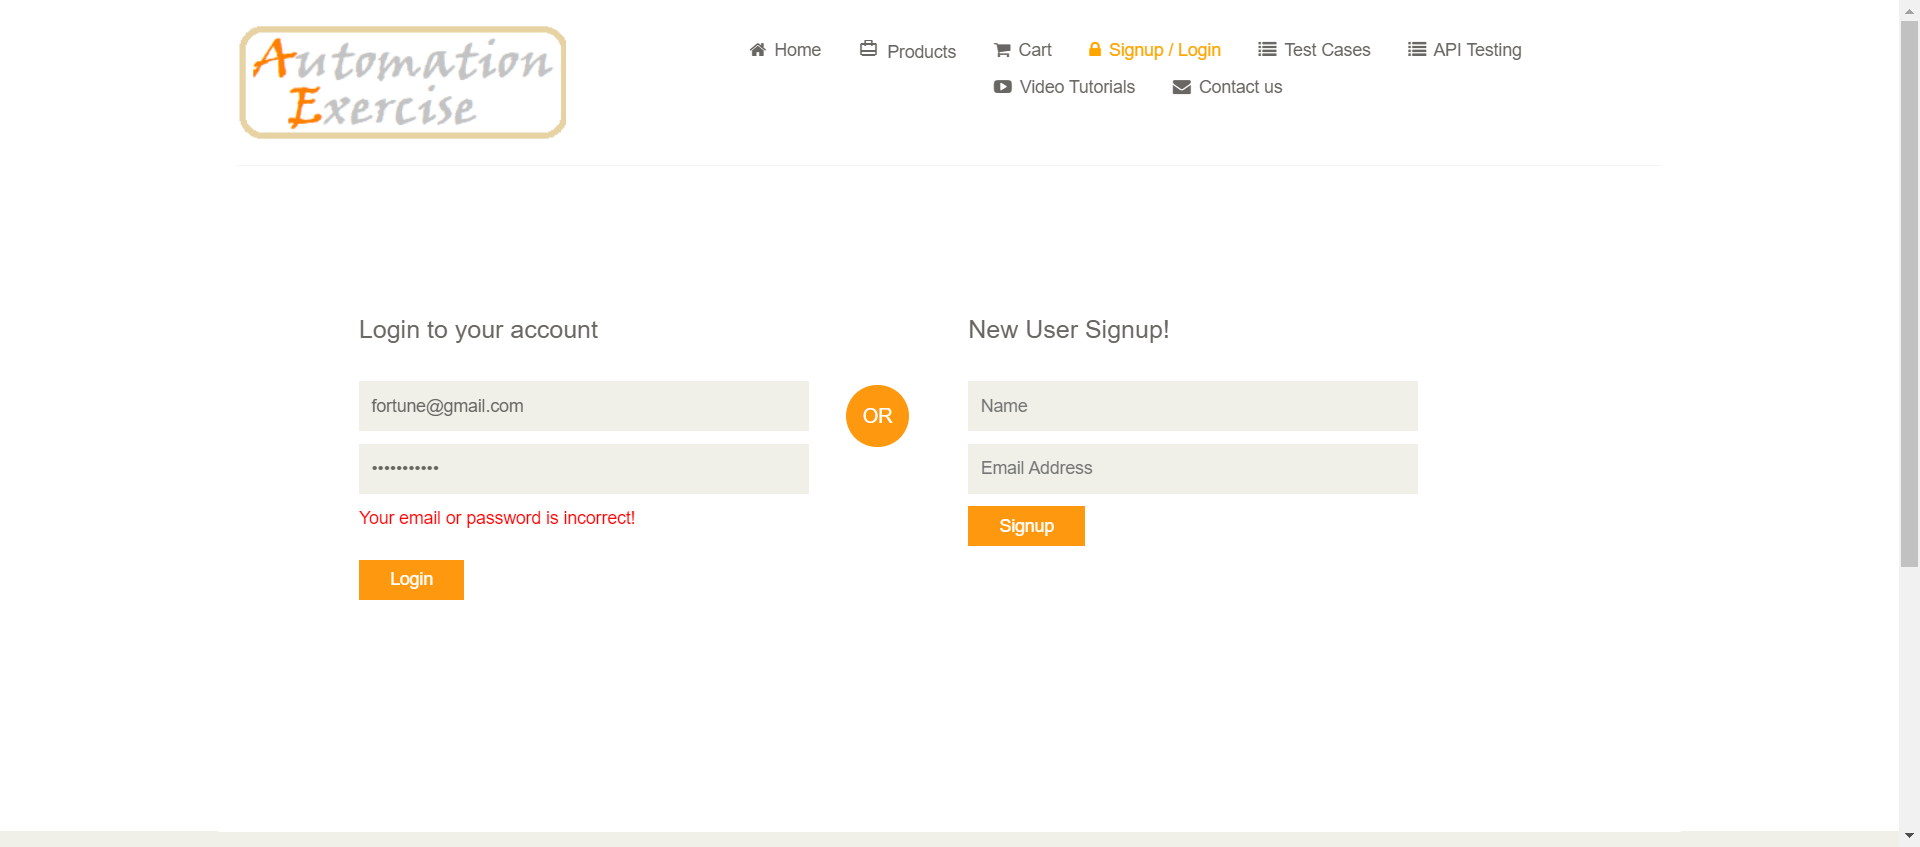 Automation
Exercise
Home Products Cart Signup / Login Test Cases API Testing
Video Tutorials Contact us
Login to your account
fortune@gmail.com
•••••••••••
Your email or password is incorrect!
Login
OR
New User Signup!
Name
Email Address
Signup